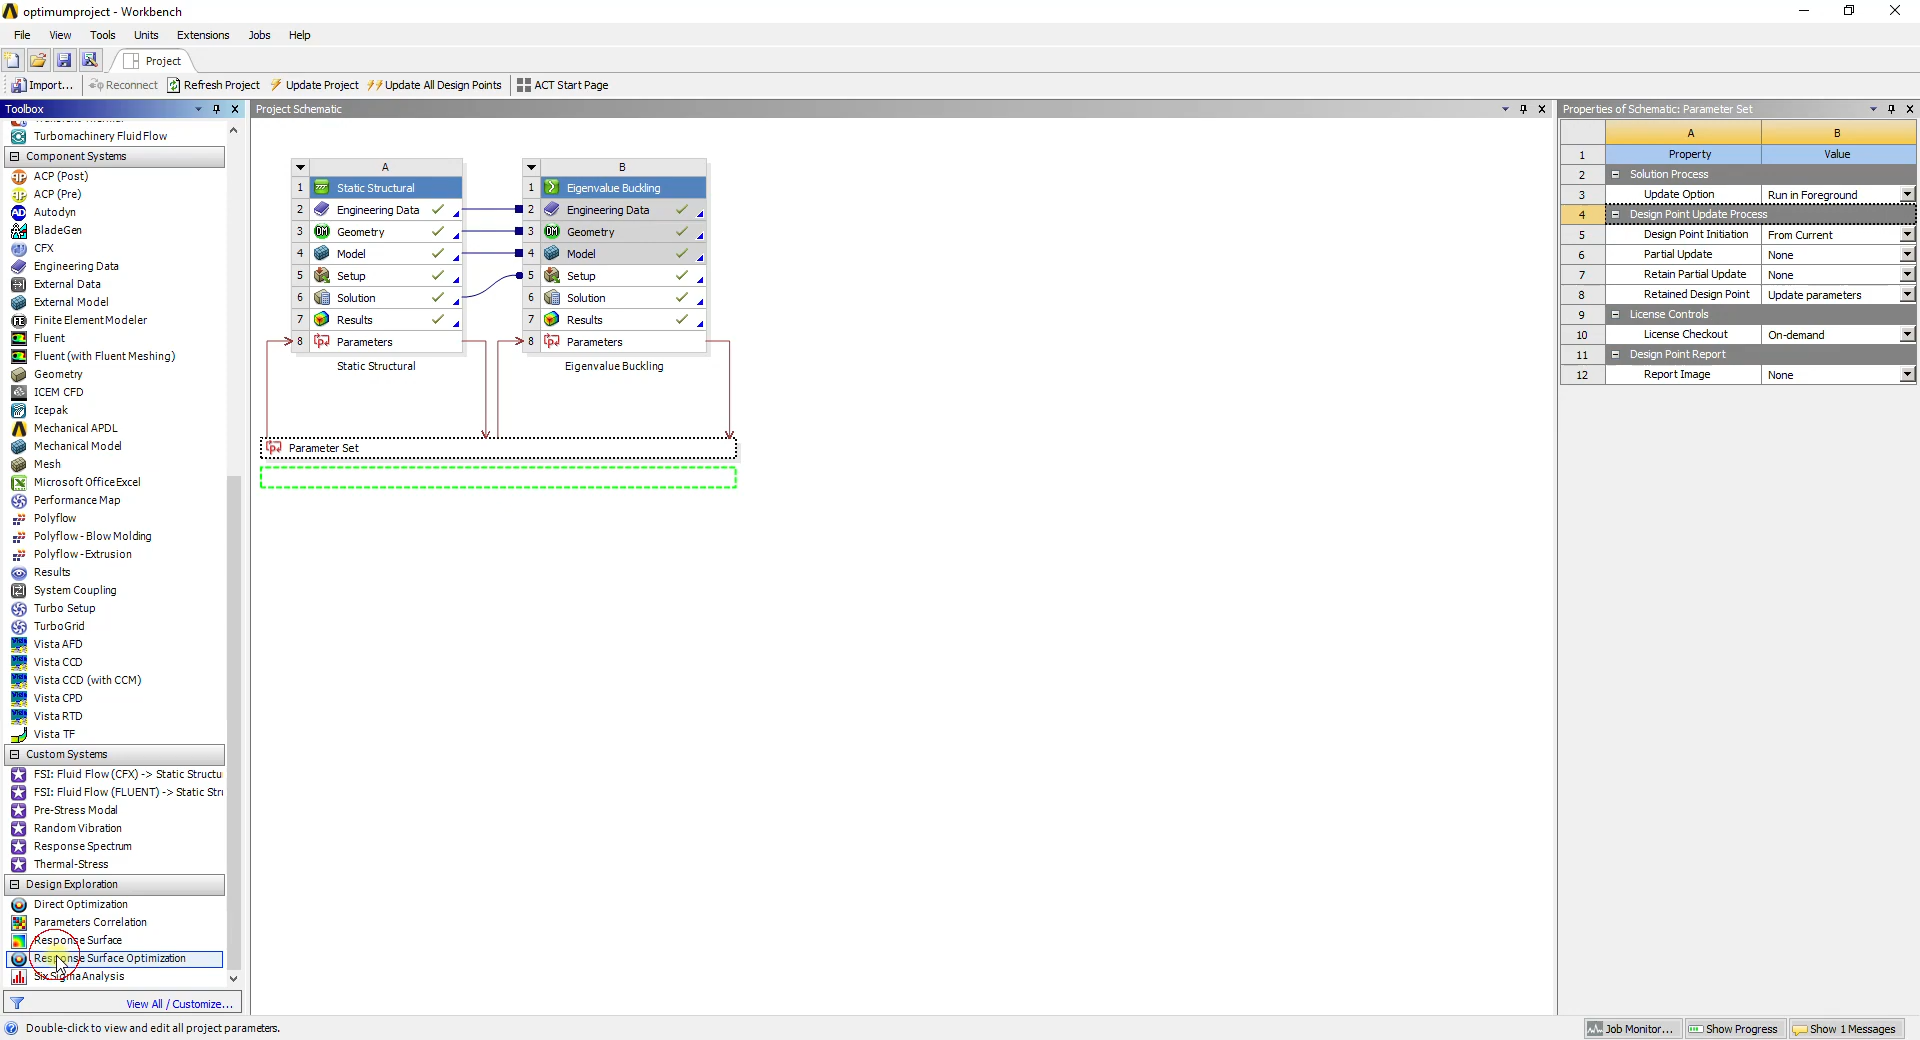 optimumproject - Workbench
File View Tools Units Extensions Jobs Help
Project
Import... Reconnect Refresh Project Update Project Update All Design Points ACT Start Page
Toolbox
Turbomachinery Fluid Flow
Component Systems
ACP (Post)
ACP (Pre)
Autodyn
BladeGen
CFX
Engineering Data
External Data
External Model
Finite Element Modeler
Fluent
Fluent (with Fluent Meshing)
Geometry
ICEM CFD
Icepak
Mechanical APDL
Mechanical Model
Mesh
Microsoft Office Excel
Performance Map
Polyflow
Polyflow - Blow Molding
Polyflow - Extrusion
Results
System Coupling
Turbo Setup
TurboGrid
Vista AFD
Vista CCD
Vista CCD (with CCM)
Vista CPD
Vista RTD
Vista TF
Custom Systems
FSI: Fluid Flow (CFX) -> Static Structu
FSI: Fluid Flow (FLUENT) -> Static Stru
Pre-Stress Modal
Random Vibration
Response Spectrum
Thermal-Stress
Design Exploration
Direct Optimization
Parameters Correlation
Response Surface
Response Surface Optimization
Six Sigma Analysis
View All / Customize...
Project Schematic
A
1 Static Structural
2 Engineering Data
3 Geometry
4 Model
5 Setup
6 Solution
7 Results
8 Parameters
Static Structural
B
1 Eigenvalue Buckling
2 Engineering Data
3 Geometry
4 Model
5 Setup
6 Solution
7 Results
8 Parameters
Eigenvalue Buckling
Parameter Set
Properties of Schematic: Parameter Set
A B
1 Property Value
2 Solution Process
3 Update Option Run in Foreground
4 Design Point Update Process
5 Design Point Initiation From Current
6 Partial Update None
7 Retain Partial Update None
8 Retained Design Point Update parameters
9 License Controls
10 License Checkout On-demand
11 Design Point Report
12 Report Image None
Double-click to view and edit all project parameters.
Job Monitor... Show Progress Show 1 Messages